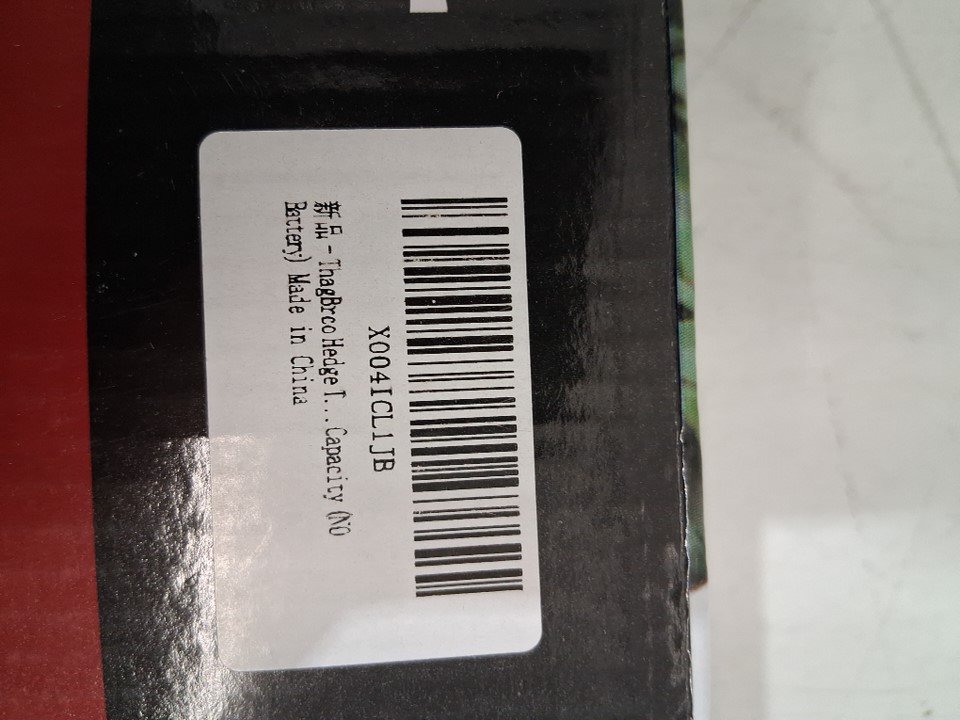 X004ICL1JB
新品 - ThagBrco Hedge T... Capacity (NO
Battery) Made in China